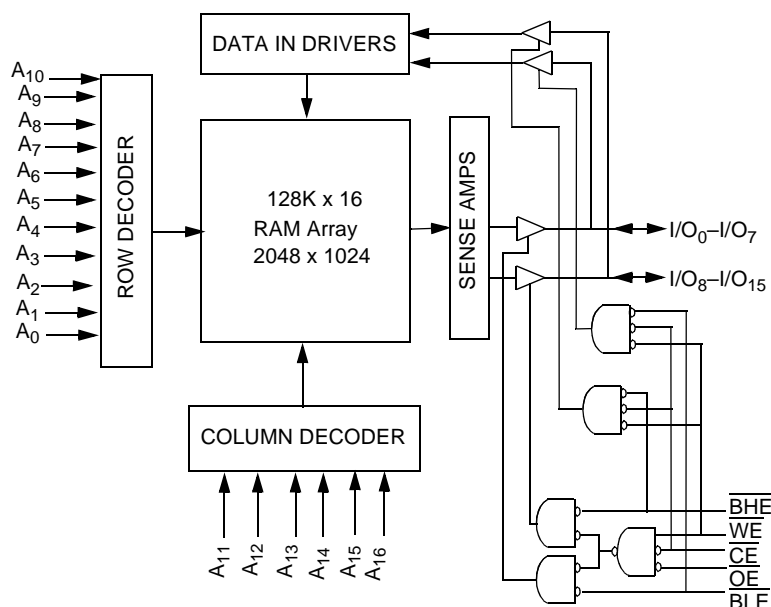 DATA IN DRIVERS
A10
A9
A8
A7
A6
A5
A4
A3
A2
A1
A0
ROW DECODER
128K x 16
RAM Array
2048 x 1024
SENSE AMPS
I/O0–I/O7
I/O8–I/O15
COLUMN DECODER
A11
A12
A13
A14
A15
A16
BHE
WE
CE
OE
BLE